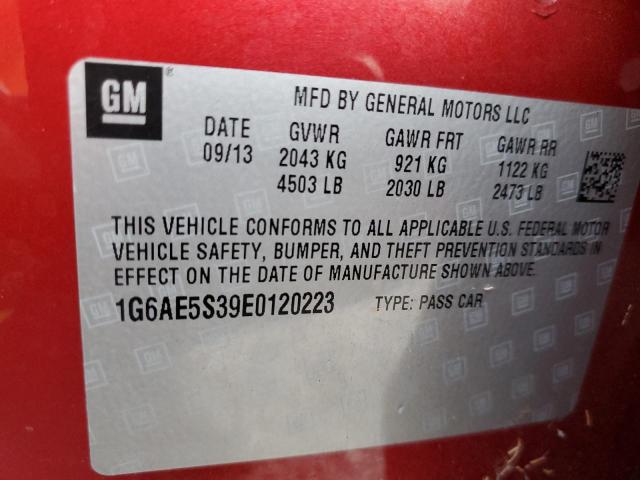 GM ®
MFD BY GENERAL MOTORS LLC
DATE GVWR GAWR FRT GAWR RR
09/13 2043 KG 921 KG 1122 KG
4503 LB 2030 LB 2473 LB
THIS VEHICLE CONFORMS TO ALL APPLICABLE U.S. FEDERAL MOTOR
VEHICLE SAFETY, BUMPER, AND THEFT PREVENTION STANDARDS IN
EFFECT ON THE DATE OF MANUFACTURE SHOWN ABOVE.
1G6AE5S39E0120223 TYPE: PASS CAR